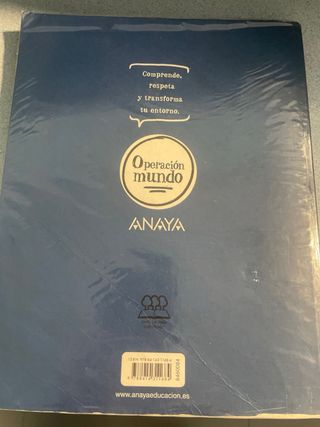 Comprende,
respeta
y transforma
tu entorno.
Operación
mundo
ANAYA
www.anayaeducacion.es